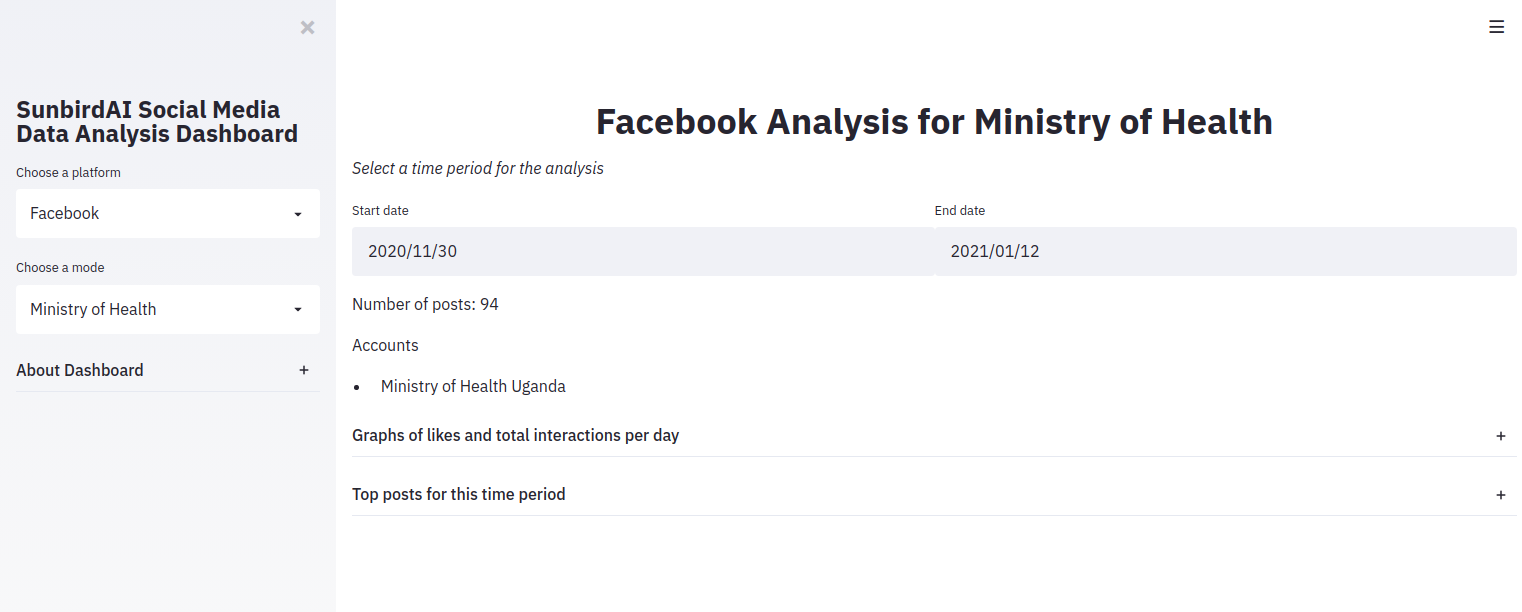 SunbirdAI Social Media
Data Analysis Dashboard
Choose a platform
Facebook
Choose a mode
Ministry of Health
About Dashboard
Facebook Analysis for Ministry of Health
Select a time period for the analysis
Start date
End date
2020/11/30
2021/01/12
Number of posts: 94
Accounts
Ministry of Health Uganda
Graphs of likes and total interactions per day
Top posts for this time period